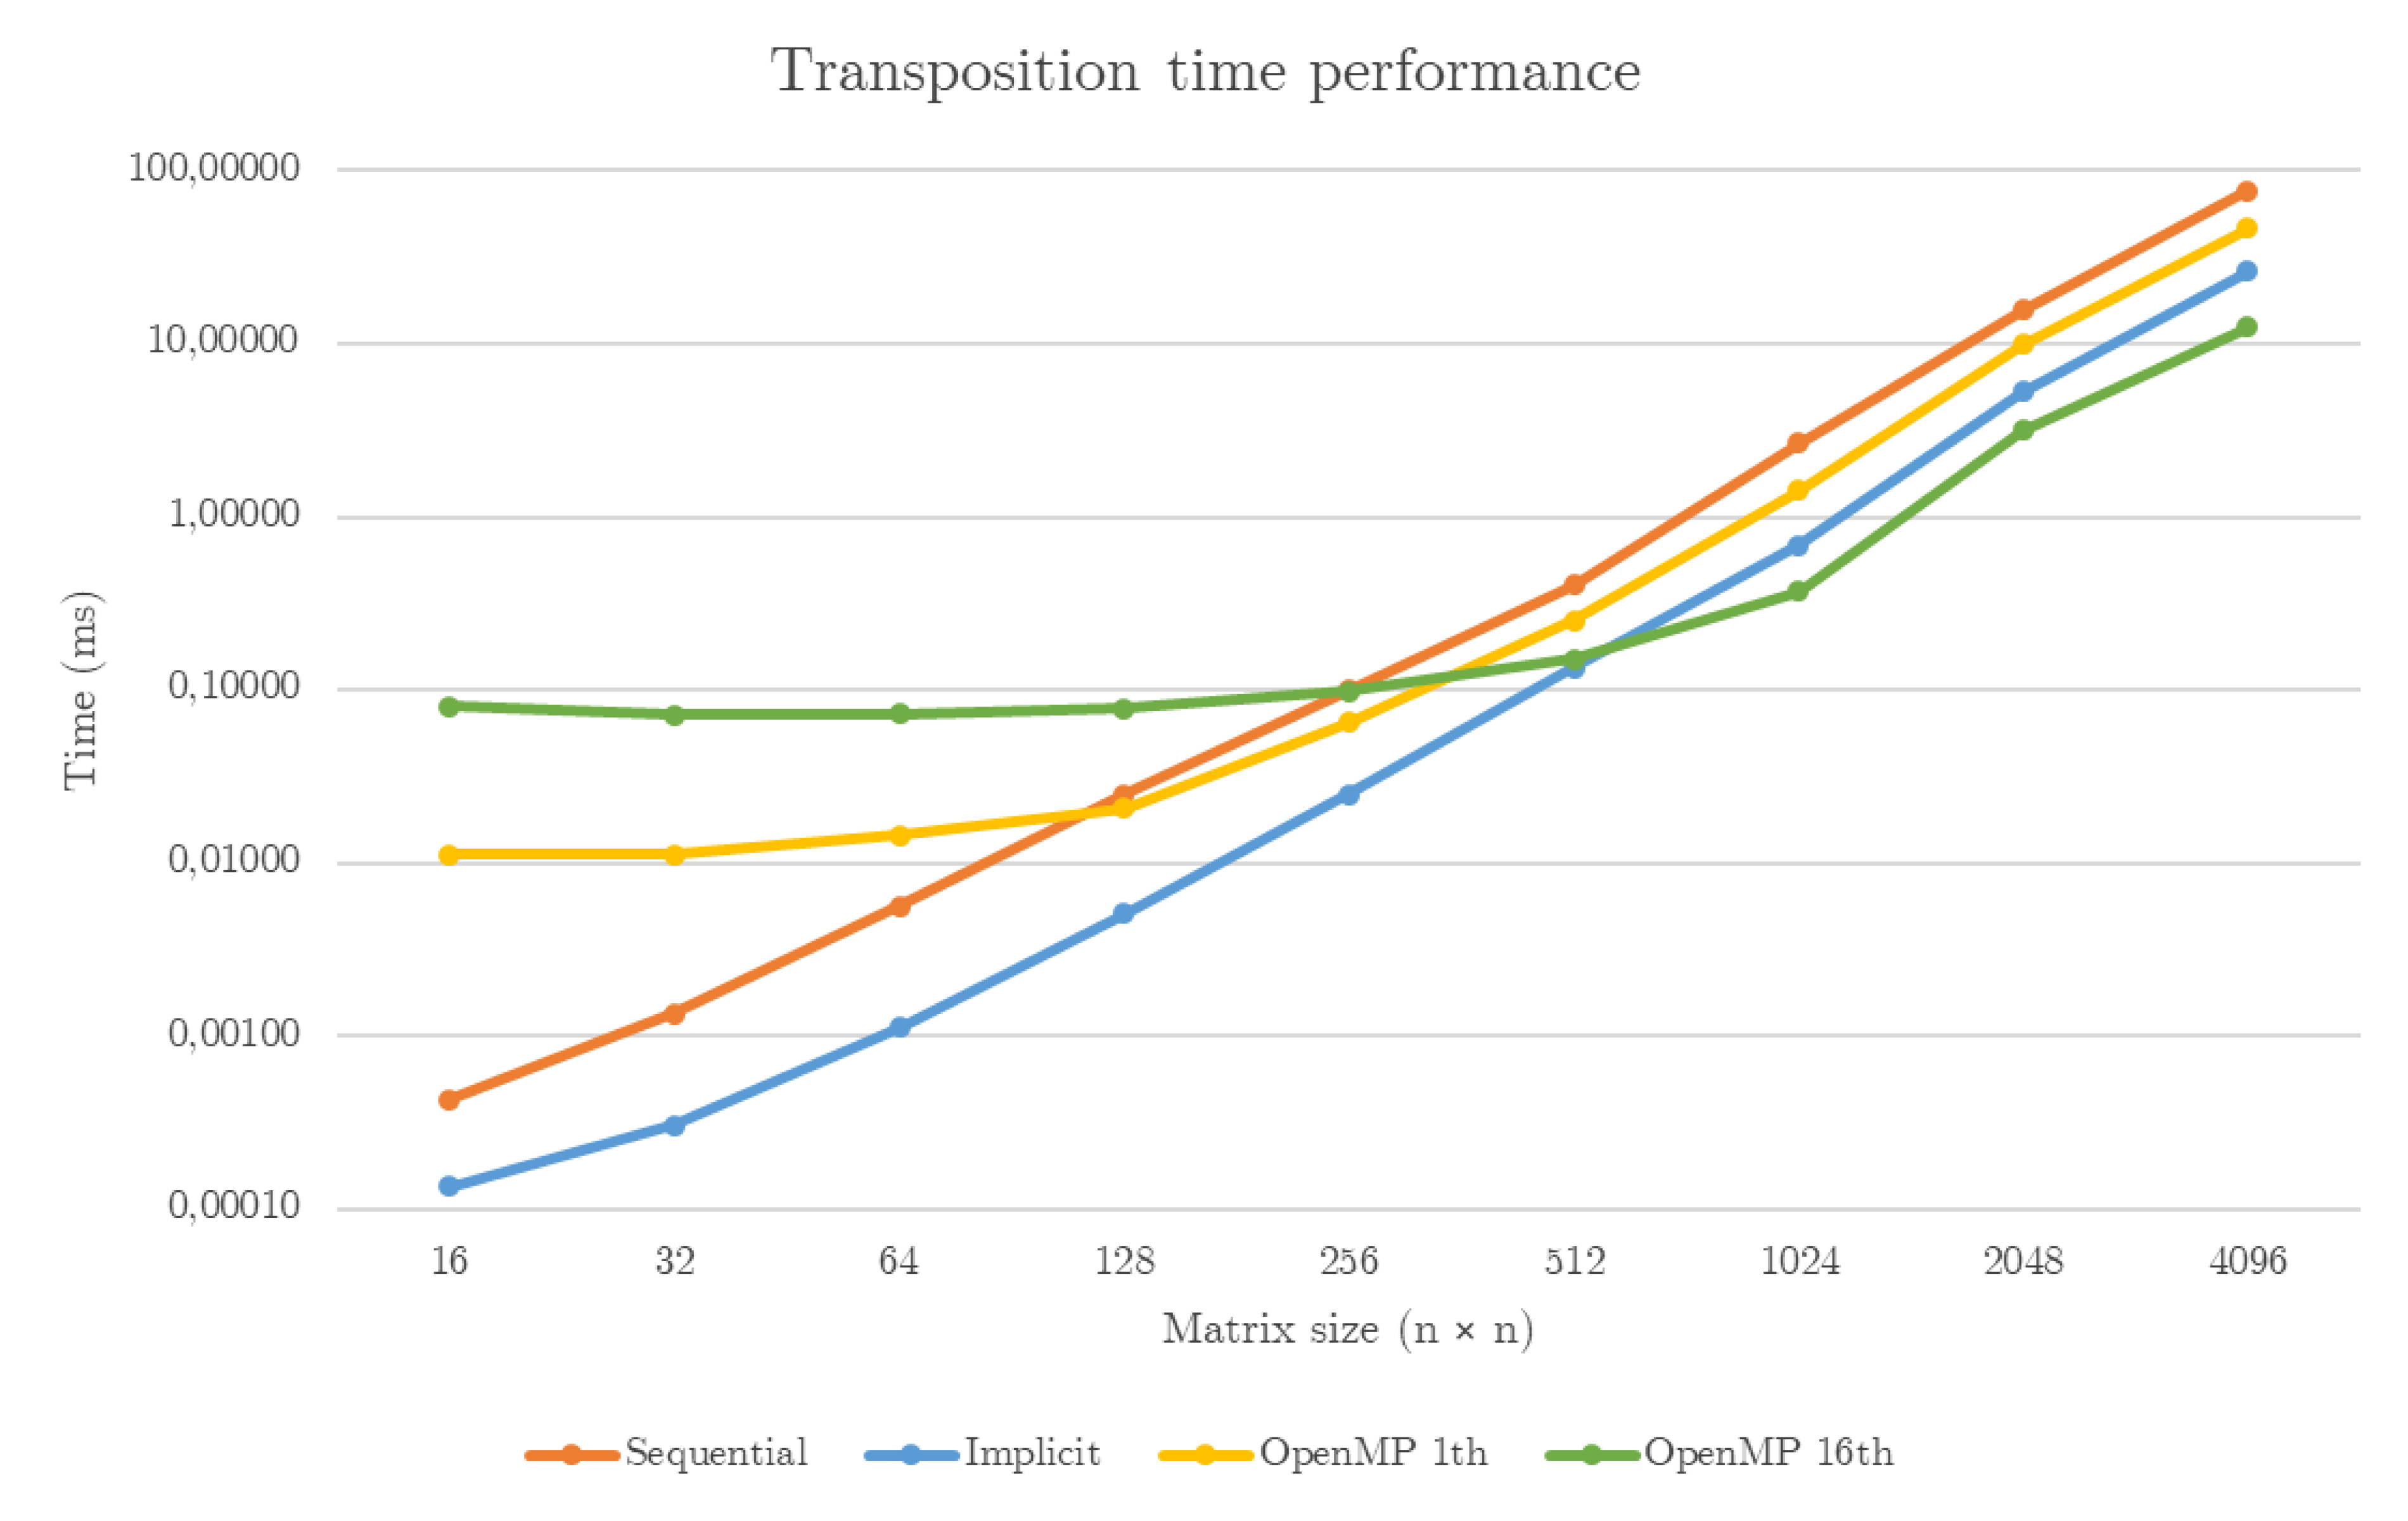 Transposition time performance
100,00000
10,00000
1,00000
0,10000
0,01000
0,00100
0,00010
Time (ms)
16 32 64 128 256 512 1024 2048 4096
Matrix size (n × n)
Sequential Implicit OpenMP 1th OpenMP 16th